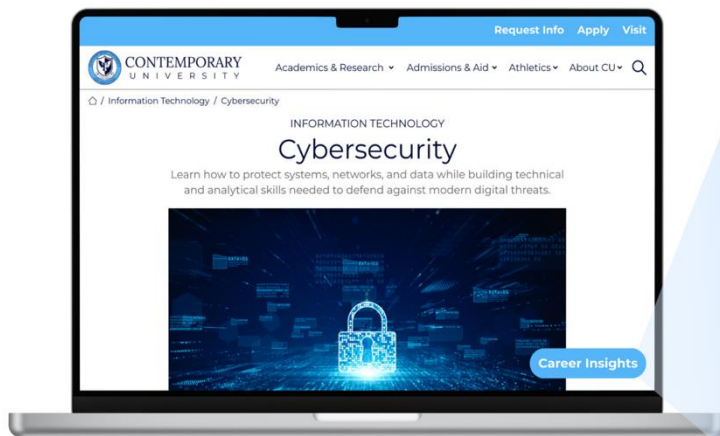 Request Info Apply Visit
CONTEMPORARY
UNIVERSITY
Academics & Research Admissions & Aid Athletics About CU
/ Information Technology / Cybersecurity
INFORMATION TECHNOLOGY
Cybersecurity
Learn how to protect systems, networks, and data while building technical
and analytical skills needed to defend against modern digital threats.
Career Insights